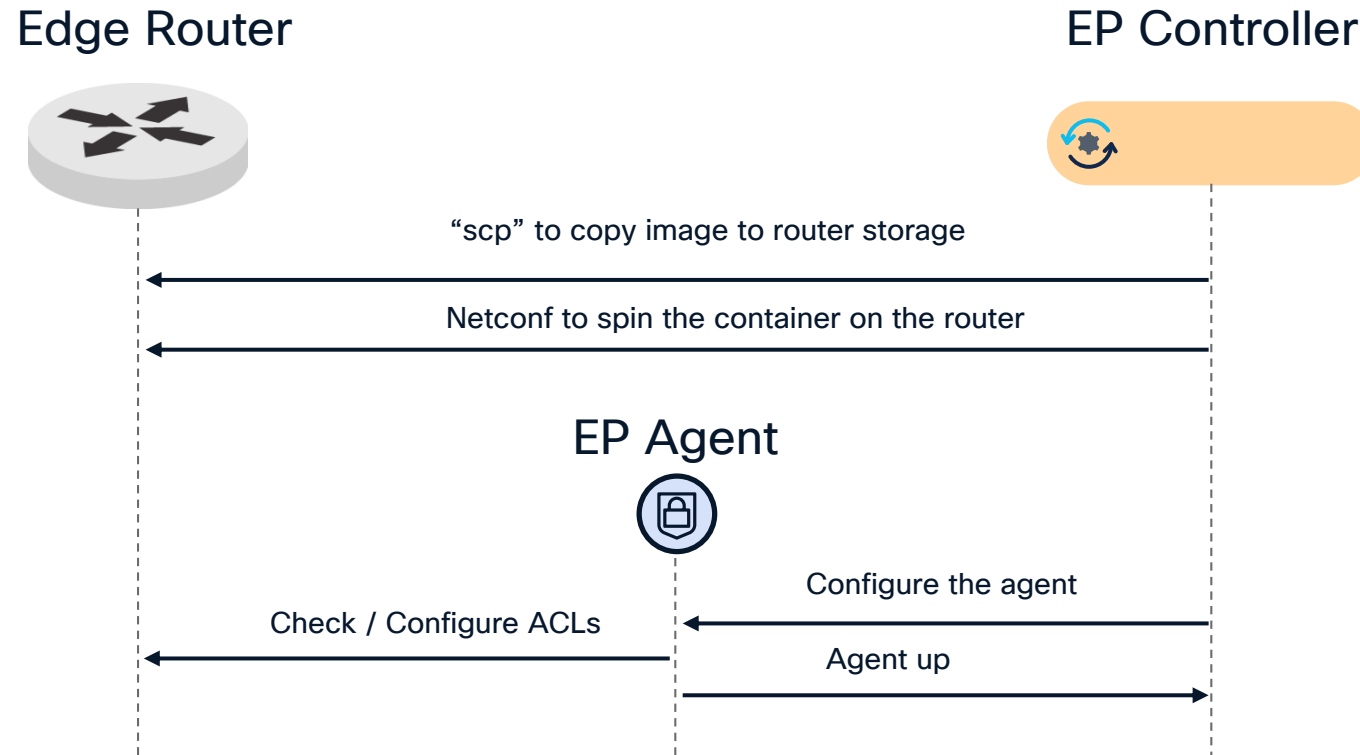 Edge Router
EP Controller
“scp” to copy image to router storage
Netconf to spin the container on the router
EP Agent
Configure the agent
Check / Configure ACLs
Agent up